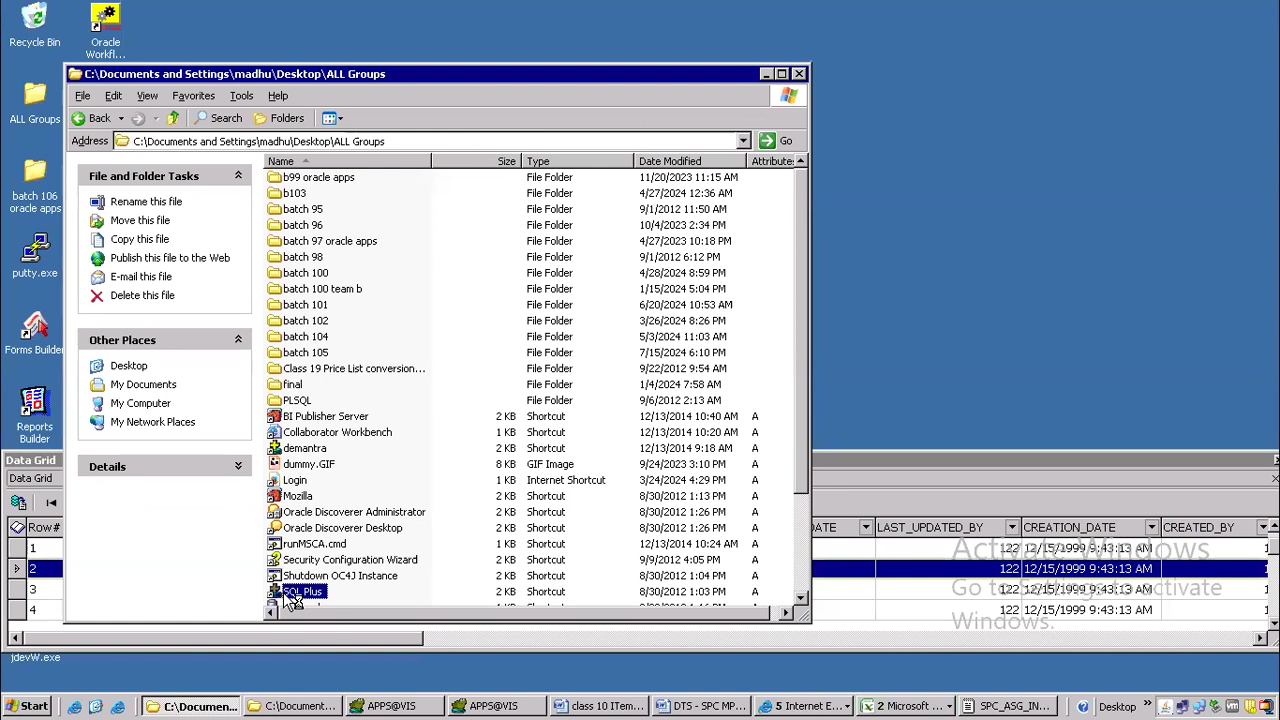 Recycle Bin
Oracle
Workfl...
ALL Groups
batch 106
oracle apps
putty.exe
Forms Builder
Reports
Builder
C:\Documents and Settings\madhu\Desktop\ALL Groups
File Edit View Favorites Tools Help
Back Search Folders
Address C:\Documents and Settings\madhu\Desktop\ALL Groups Go
File and Folder Tasks
Rename this file
Move this file
Copy this file
Publish this file to the Web
E-mail this file
Delete this file
Other Places
Desktop
My Documents
My Computer
My Network Places
Details
Name Size Type Date Modified Attributes
b99 oracle apps File Folder 11/20/2023 11:15 AM
b103 File Folder 4/27/2024 12:36 AM
batch 95 File Folder 9/1/2012 11:50 AM
batch 96 File Folder 10/4/2023 2:34 PM
batch 97 oracle apps File Folder 4/27/2023 10:18 PM
batch 98 File Folder 9/1/2012 6:12 PM
batch 100 File Folder 4/28/2024 8:59 PM
batch 100 team b File Folder 1/15/2024 5:04 PM
batch 101 File Folder 6/20/2024 10:53 AM
batch 102 File Folder 3/26/2024 8:26 PM
batch 104 File Folder 5/3/2024 11:03 AM
batch 105 File Folder 7/15/2024 6:10 PM
Class 19 Price List conversion... File Folder 9/22/2012 9:54 AM
final File Folder 1/4/2024 7:58 AM
PLSQL File Folder 9/6/2012 2:13 AM
BI Publisher Server 2 KB Shortcut 12/13/2014 10:40 AM A
Collaborator Workbench 1 KB Shortcut 12/13/2014 10:20 AM A
demantra 2 KB Shortcut 12/13/2014 9:18 AM A
dummy.GIF 8 KB GIF Image 9/24/2023 3:10 PM A
Login 1 KB Internet Shortcut 3/24/2024 4:29 PM A
Mozilla 2 KB Shortcut 8/30/2012 1:13 PM A
Oracle Discoverer Administrator 2 KB Shortcut 8/30/2012 1:26 PM A
Oracle Discoverer Desktop 2 KB Shortcut 8/30/2012 1:26 PM A
runMSCA.cmd 2 KB Shortcut 12/13/2014 10:24 AM A
Security Configuration Wizard 2 KB Shortcut 9/9/2012 4:05 PM A
Shutdown OC4J Instance 2 KB Shortcut 8/30/2012 1:04 PM A
SQL Plus 2 KB Shortcut 8/30/2012 1:03 PM A
Data Grid
Data Grid
Row# DATE LAST_UPDATED_BY CREATION_DATE CREATED_BY
1 122 12/15/1999 9:43:13 AM
2 122 12/15/1999 9:43:13 AM
3 122 12/15/1999 9:43:13 AM
4 122 12/15/1999 9:43:13 AM
Activate Windows
Go to Settings to activate
Windows.
jdevW.exe
Start C:\Documen... C:\Document... APPS@VIS APPS@VIS class 10 ITem... DTS - SPC MP... 5 Internet E... 2 Microsoft ... SPC_ASG_IN... Desktop